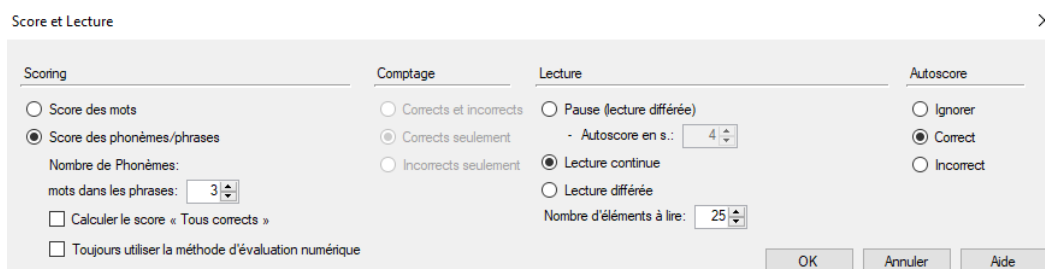 Score et Lecture
Scoring
Score des mots
Score des phonèmes/phrases
Nombre de Phonèmes:
mots dans les phrases: 3
Calculer le score « Tous corrects »
Toujours utiliser la méthode d'évaluation numérique
Comptage
Corrects et incorrects
Corrects seulement
Incorrects seulement
Lecture
Pause (lecture différée)
- Autoscore en s.: 4
Lecture continue
Lecture différée
Nombre d'éléments à lire: 25
Autoscore
Ignorer
Correct
Incorrect
OK
Annuler
Aide